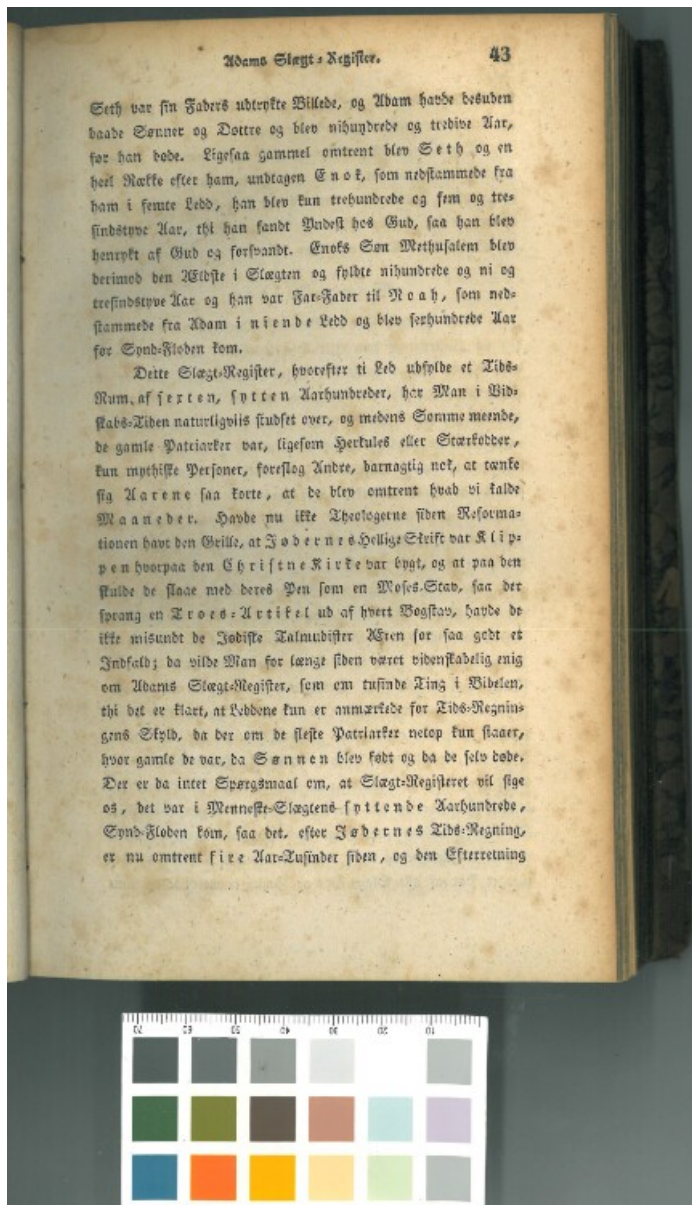 Adams Slægt-Register. 43
Seth var sin Faders udtrykte Billede, og Adam havde desuden
baade Sønner og Døttre og blev nihundrede og tredive Aar,
før han døde. Ligesaa gammel omtrent blev Seth og en
heel Række efter ham, undtagen Enok, som nedstammede fra
ham i femte Ledd, han blev kun trehundrede og fem og tre-
sindstyve Aar, thi han fandt Yndest hos Gud, saa han blev
henrykt af Gud og forsvandt. Enoks Søn Methusalem blev
derimod den Ældste i Slægten og fyldte nihundrede og ni og
tresindstyve Aar og han var Far-Fader til Noah, som ned-
stammede fra Adam i niende Ledd og blev sexhundrede Aar
før Synd-Floden kom.
Dette Slægt-Register, hvorefter ti Led udfylde et Tids-
Rum af sexten, sytten Aarhundreder, har Man i Vid-
skabs-Tiden naturligviis studset over, og medens Somme meende,
de gamle Patriarker var, ligesom Herkules eller Stærkodder,
kun mythiske Personer, foreslog Andre, barnagtig nok, at tænke
sig Aarene saa korte, at de blev omtrent hvad vi kalde
Maaneder. Havde nu ikke Theologerne siden Reforma-
tionen havt den Grille, at Jødernes Hellige Skrift var Klip-
pen hvorpaa den Christne Kirke var bygt, og at paa den
skulde de slaae med deres Pen som en Moses-Stav, saa der
sprang en Troes-Artikel ud af hvert Bogstav, havde de
ikke misundt de Jødiske Talmudister Æren for saa godt et
Indfald; da vilde Man for længe siden været videnskabelig enig
om Adams Slægt-Register, som om tusinde Ting i Bibelen,
thi det er klart, at Leddene kun er anmærkede for Tids-Regnin-
gens Skyld, da der om de fleste Patriarker netop kun staaer,
hvor gamle de var, da Sønnen blev født og da de selv døde.
Der er da intet Spørgsmaal om, at Slægt-Registeret vil sige
os, det var i Menneske-Slægtens syttende Aarhundrede,
Synd-Floden kom, saa det, efter Jødernes Tids-Regning,
er nu omtrent fire Aar-Tusinder siden, og den Efterretning
70 60 50 40 30 20 10